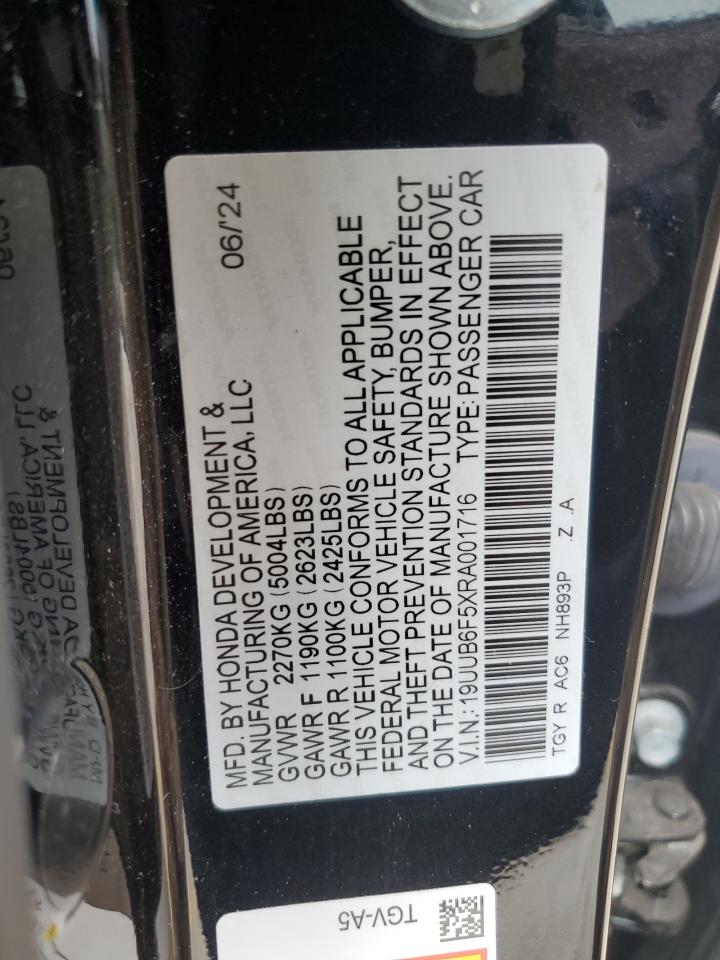 MFD. BY HONDA DEVELOPMENT & 06/'24
MANUFACTURING OF AMERICA, LLC
GVWR 2270KG (5004LBS)
GAWR F 1190KG (2623LBS)
GAWR R 1100KG (2425LBS)
THIS VEHICLE CONFORMS TO ALL APPLICABLE
FEDERAL MOTOR VEHICLE SAFETY, BUMPER,
AND THEFT PREVENTION STANDARDS IN EFFECT
ON THE DATE OF MANUFACTURE SHOWN ABOVE.
V.I.N.: 19UUB6F5XRA001716 TYPE: PASSENGER CAR
TGY R AC6 NH893P .Z .A
TGV-A5